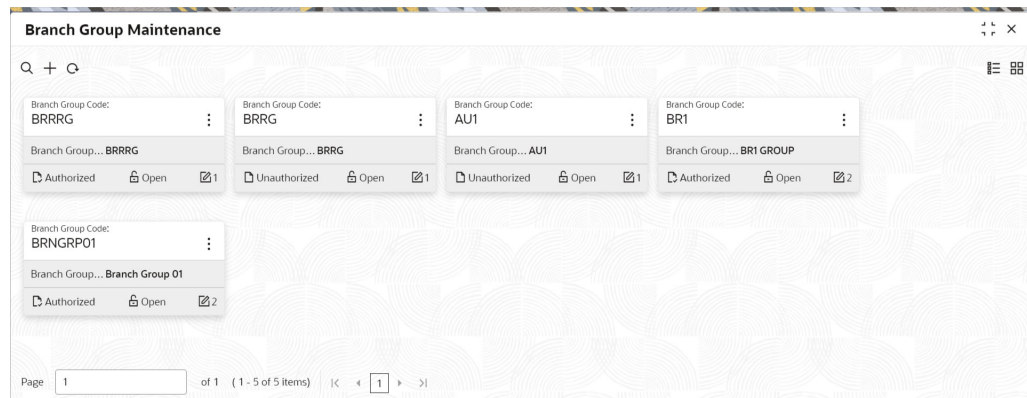 Branch Group Maintenance
Branch Group Code: Branch Group Code: Branch Group Code: Branch Group Code:
BRRRG BRRG AU1 BR1
Branch Group... BRRRG Branch Group... BRRG Branch Group... AU1 Branch Group... BR1 GROUP
Authorized Open 1 Unauthorized Open 1 Unauthorized Open 1 Authorized Open 2
Branch Group Code:
BRNGRP01
Branch Group... Branch Group 01
Authorized Open 2
Page 1 of 1 ( 1 - 5 of 5 items) 1